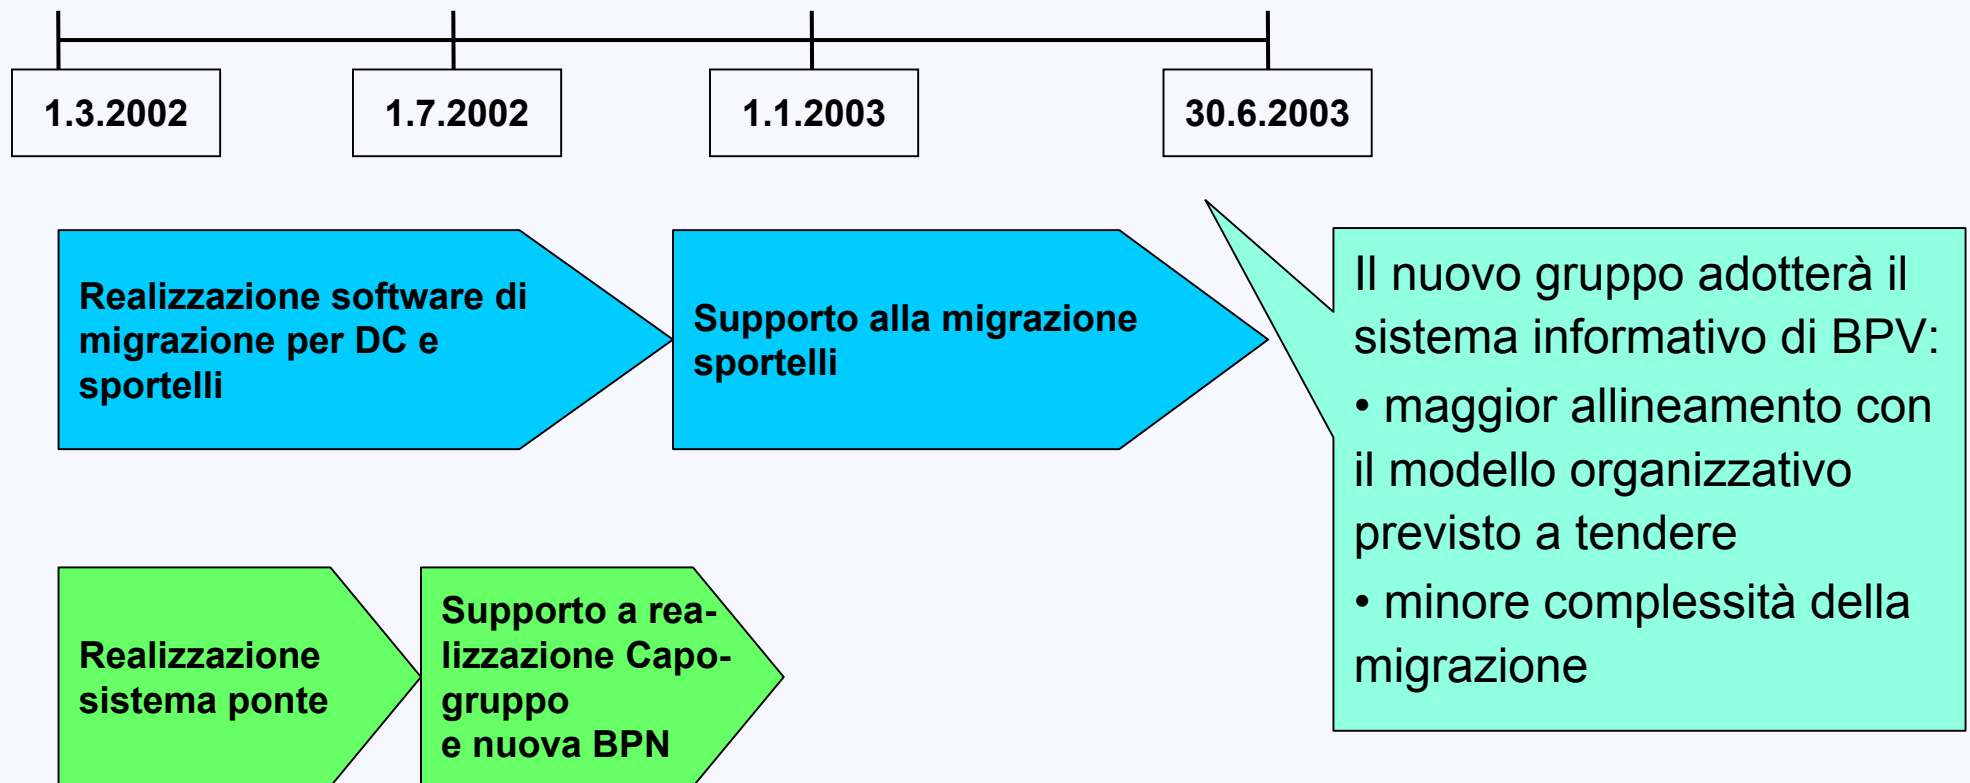 1.3.2002
1.7.2002
1.1.2003
30.6.2003
Realizzazione software di
migrazione per DC e
sportelli
Supporto alla migrazione
sportelli
Il nuovo gruppo adotterà il
sistema informativo di BPV:
• maggior allineamento con
il modello organizzativo
previsto a tendere
• minore complessità della
migrazione
Realizzazione
sistema ponte
Supporto a rea-
lizzazione Capo-
gruppo
e nuova BPN